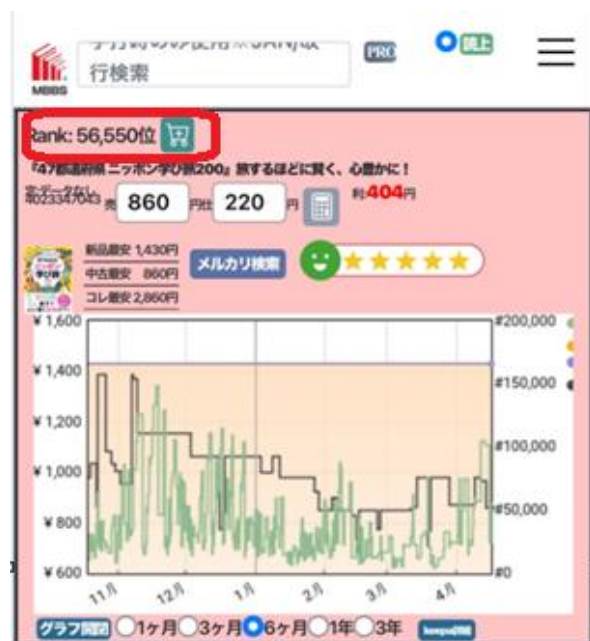 行検索
PRO
読上
MBBS
Rank: 56,550位
『47都道府県 ニッポン学び旅200』旅するほどに賢く、心豊かに！
4023347043 売 860 円仕 220 円 利:404円
新品最安 1,430円
中古最安 860円
コレ最安 2,860円
メルカリ検索
¥ 1,600
¥ 1,400
¥ 1,200
¥ 1,000
¥ 800
¥ 600
#200,000
#150,000
#100,000
#50,000
#0
11月 12月 1月 2月 3月 4月
グラフ開閉 1ヶ月 3ヶ月 6ヶ月 1年 3年